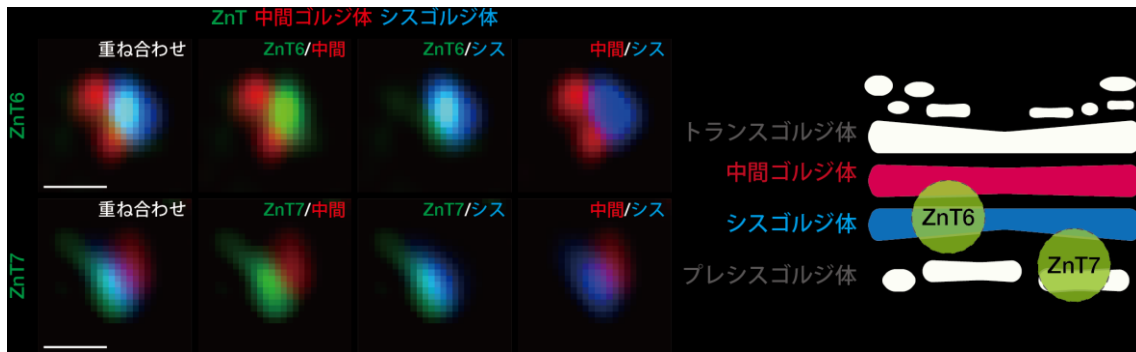 ZnT 中間ゴルジ体 シスゴルジ体
ZnT6
重ね合わせ
ZnT6/中間
ZnT6/シス
中間/シス
ZnT7
重ね合わせ
ZnT7/中間
ZnT7/シス
中間/シス
トランスゴルジ体
中間ゴルジ体
シスゴルジ体
プレシスゴルジ体
ZnT6
ZnT7